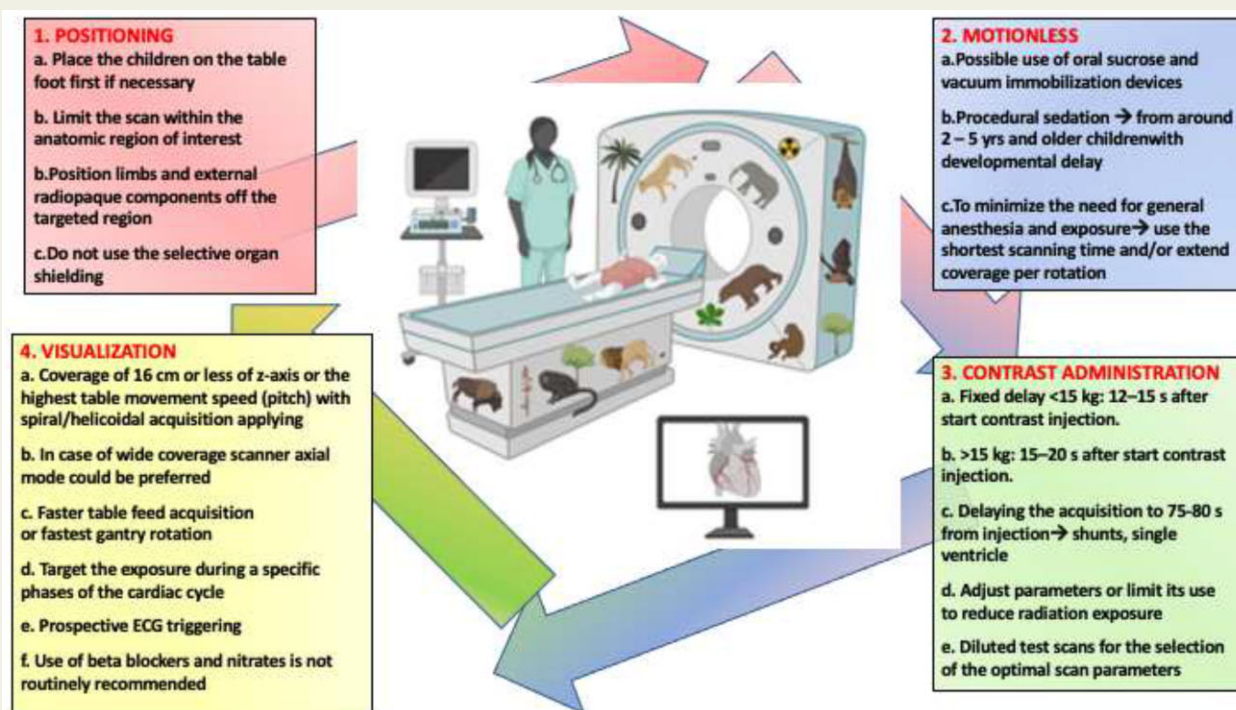 1. POSITIONING
a. Place the children on the table
foot first if necessary
b. Limit the scan within the
anatomic region of interest
b.Position limbs and external
radiopaque components off the
targeted region
c.Do not use the selective organ
shielding
2. MOTIONLESS
a.Possible use of oral sucrose and
vacuum immobilization devices
b.Procedural sedation → from around
2 – 5 yrs and older childrenwith
developmental delay
c.To minimize the need for general
anesthesia and exposure→ use the
shortest scanning time and/or extend
coverage per rotation
3. CONTRAST ADMINISTRATION
a. Fixed delay <15 kg: 12–15 s after
start contrast injection.
b. >15 kg: 15–20 s after start contrast
injection.
c. Delaying the acquisition to 75-80 s
from injection→ shunts, single
ventricle
d. Adjust parameters or limit its use
to reduce radiation exposure
e. Diluted test scans for the selection
of the optimal scan parameters
4. VISUALIZATION
a. Coverage of 16 cm or less of z-axis or the
highest table movement speed (pitch) with
spiral/helicoidal acquisition applying
b. In case of wide coverage scanner axial
mode could be preferred
c. Faster table feed acquisition
or fastest gantry rotation
d. Target the exposure during a specific
phases of the cardiac cycle
e. Prospective ECG triggering
f. Use of beta blockers and nitrates is not
routinely recommended